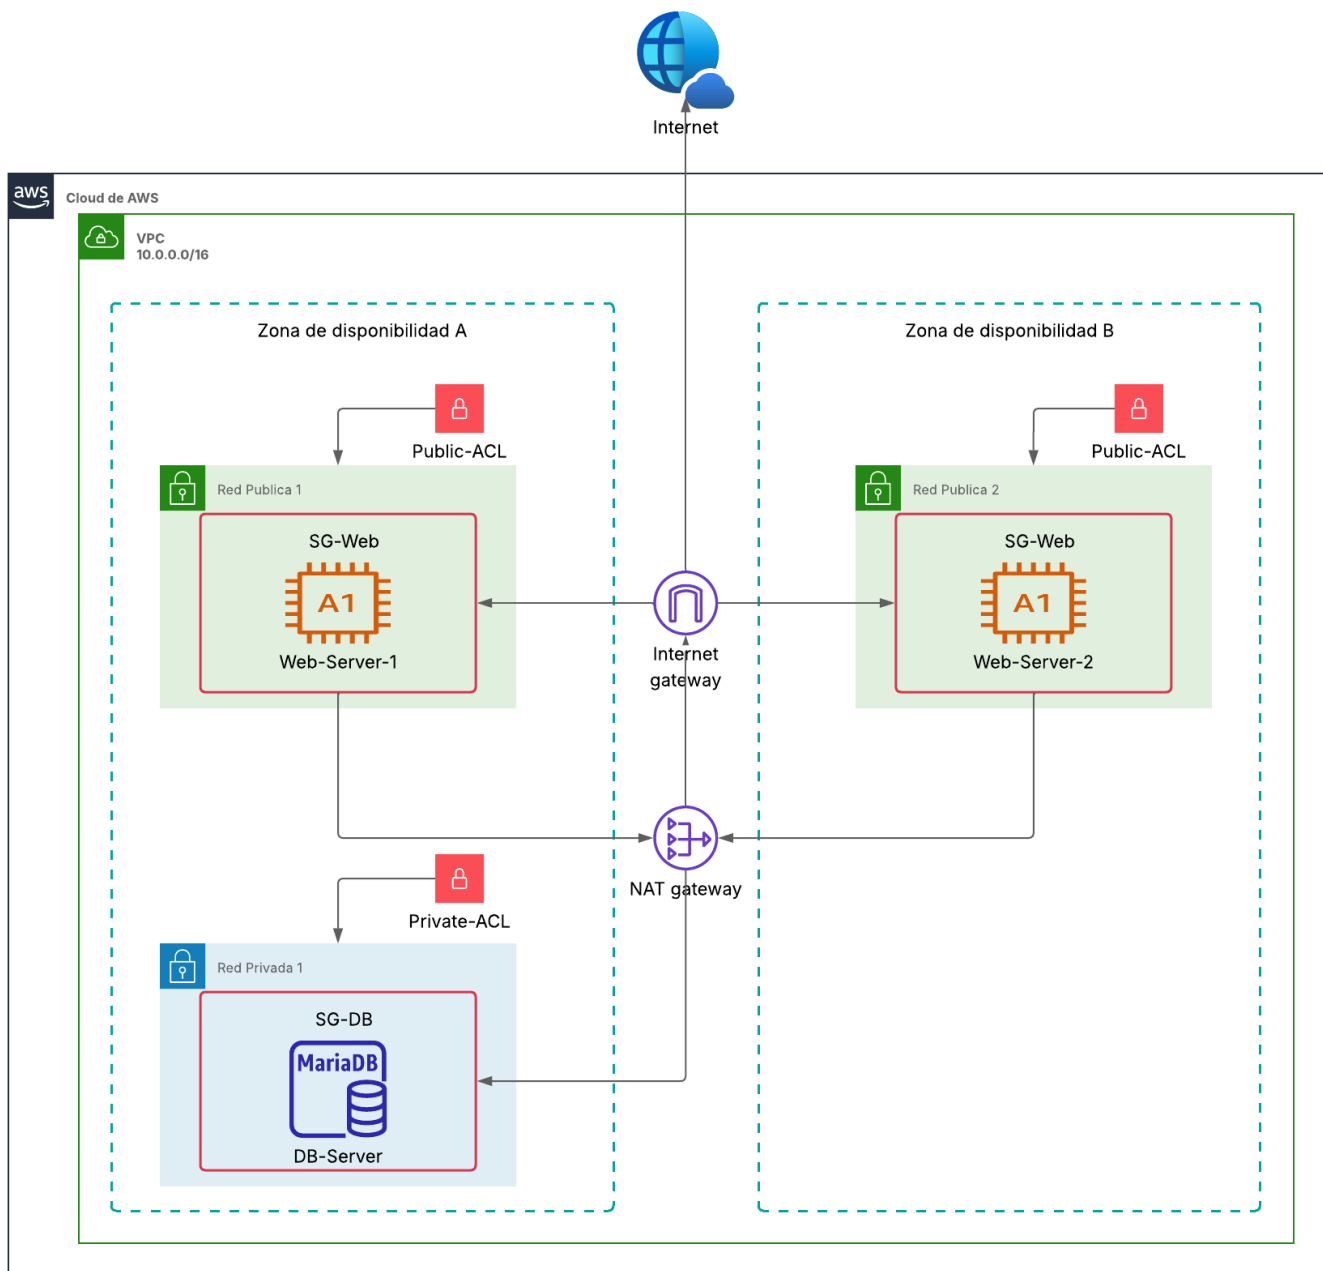 Internet
aws
Cloud de AWS
VPC
10.0.0.0/16
Zona de disponibilidad A
Zona de disponibilidad B
Public-ACL
Public-ACL
Red Publica 1
Red Publica 2
SG-Web
A1
Web-Server-1
SG-Web
A1
Web-Server-2
Internet
gateway
NAT gateway
Private-ACL
Red Privada 1
SG-DB
MariaDB
DB-Server